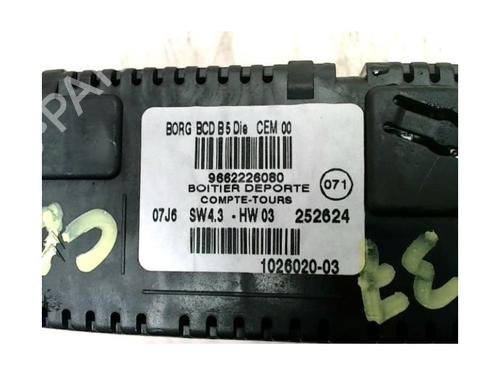 BORG BCD B5 Die CEM 00
9662226080
BOITIER DEPORTE
COMPTE-TOURS
071
07J6 SW4.3 - HW 03 252624
1026020-03